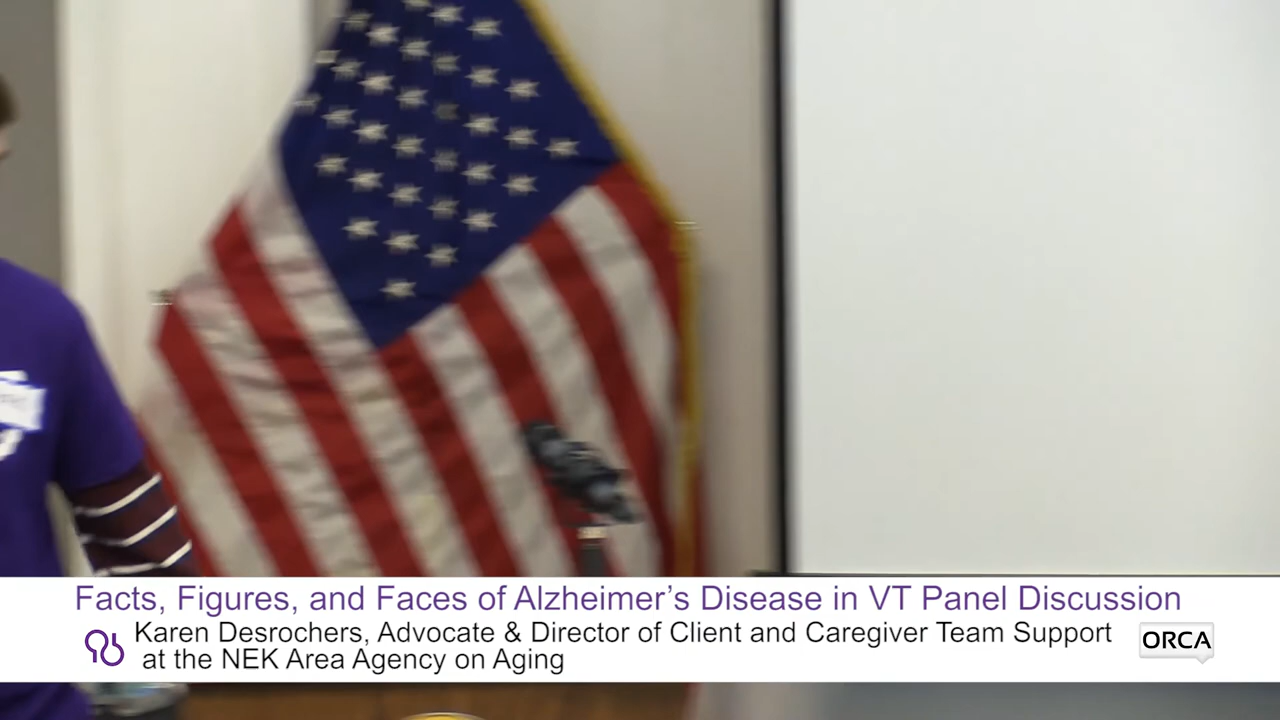 Facts, Figures, and Faces of Alzheimer's Disease in VT Panel Discussion
Karen Desrochers, Advocate & Director of Client and Caregiver Team Support
at the NEK Area Agency on Aging
ORCA